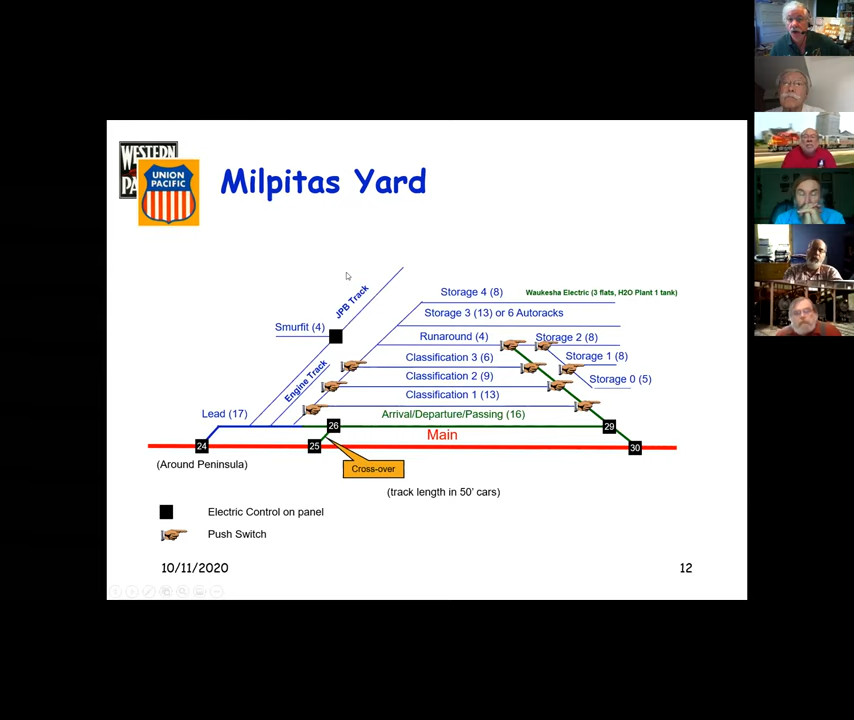 WESTERN
PA
UNION
PACIFIC
Milpitas Yard
Storage 4 (8)
Waukesha Electric (3 flats, H2O Plant 1 tank)
JPB Track
Storage 3 (13) or 6 Autoracks
Smurfit (4)
Runaround (4)
Storage 2 (8)
Classification 3 (6)
Storage 1 (8)
Engine Track
Classification 2 (9)
Storage 0 (5)
Classification 1 (13)
Lead (17)
Arrival/Departure/Passing (16)
26
29
Main
24
25
30
(Around Peninsula)
Cross-over
(track length in 50' cars)
Electric Control on panel
Push Switch
10/11/2020
12